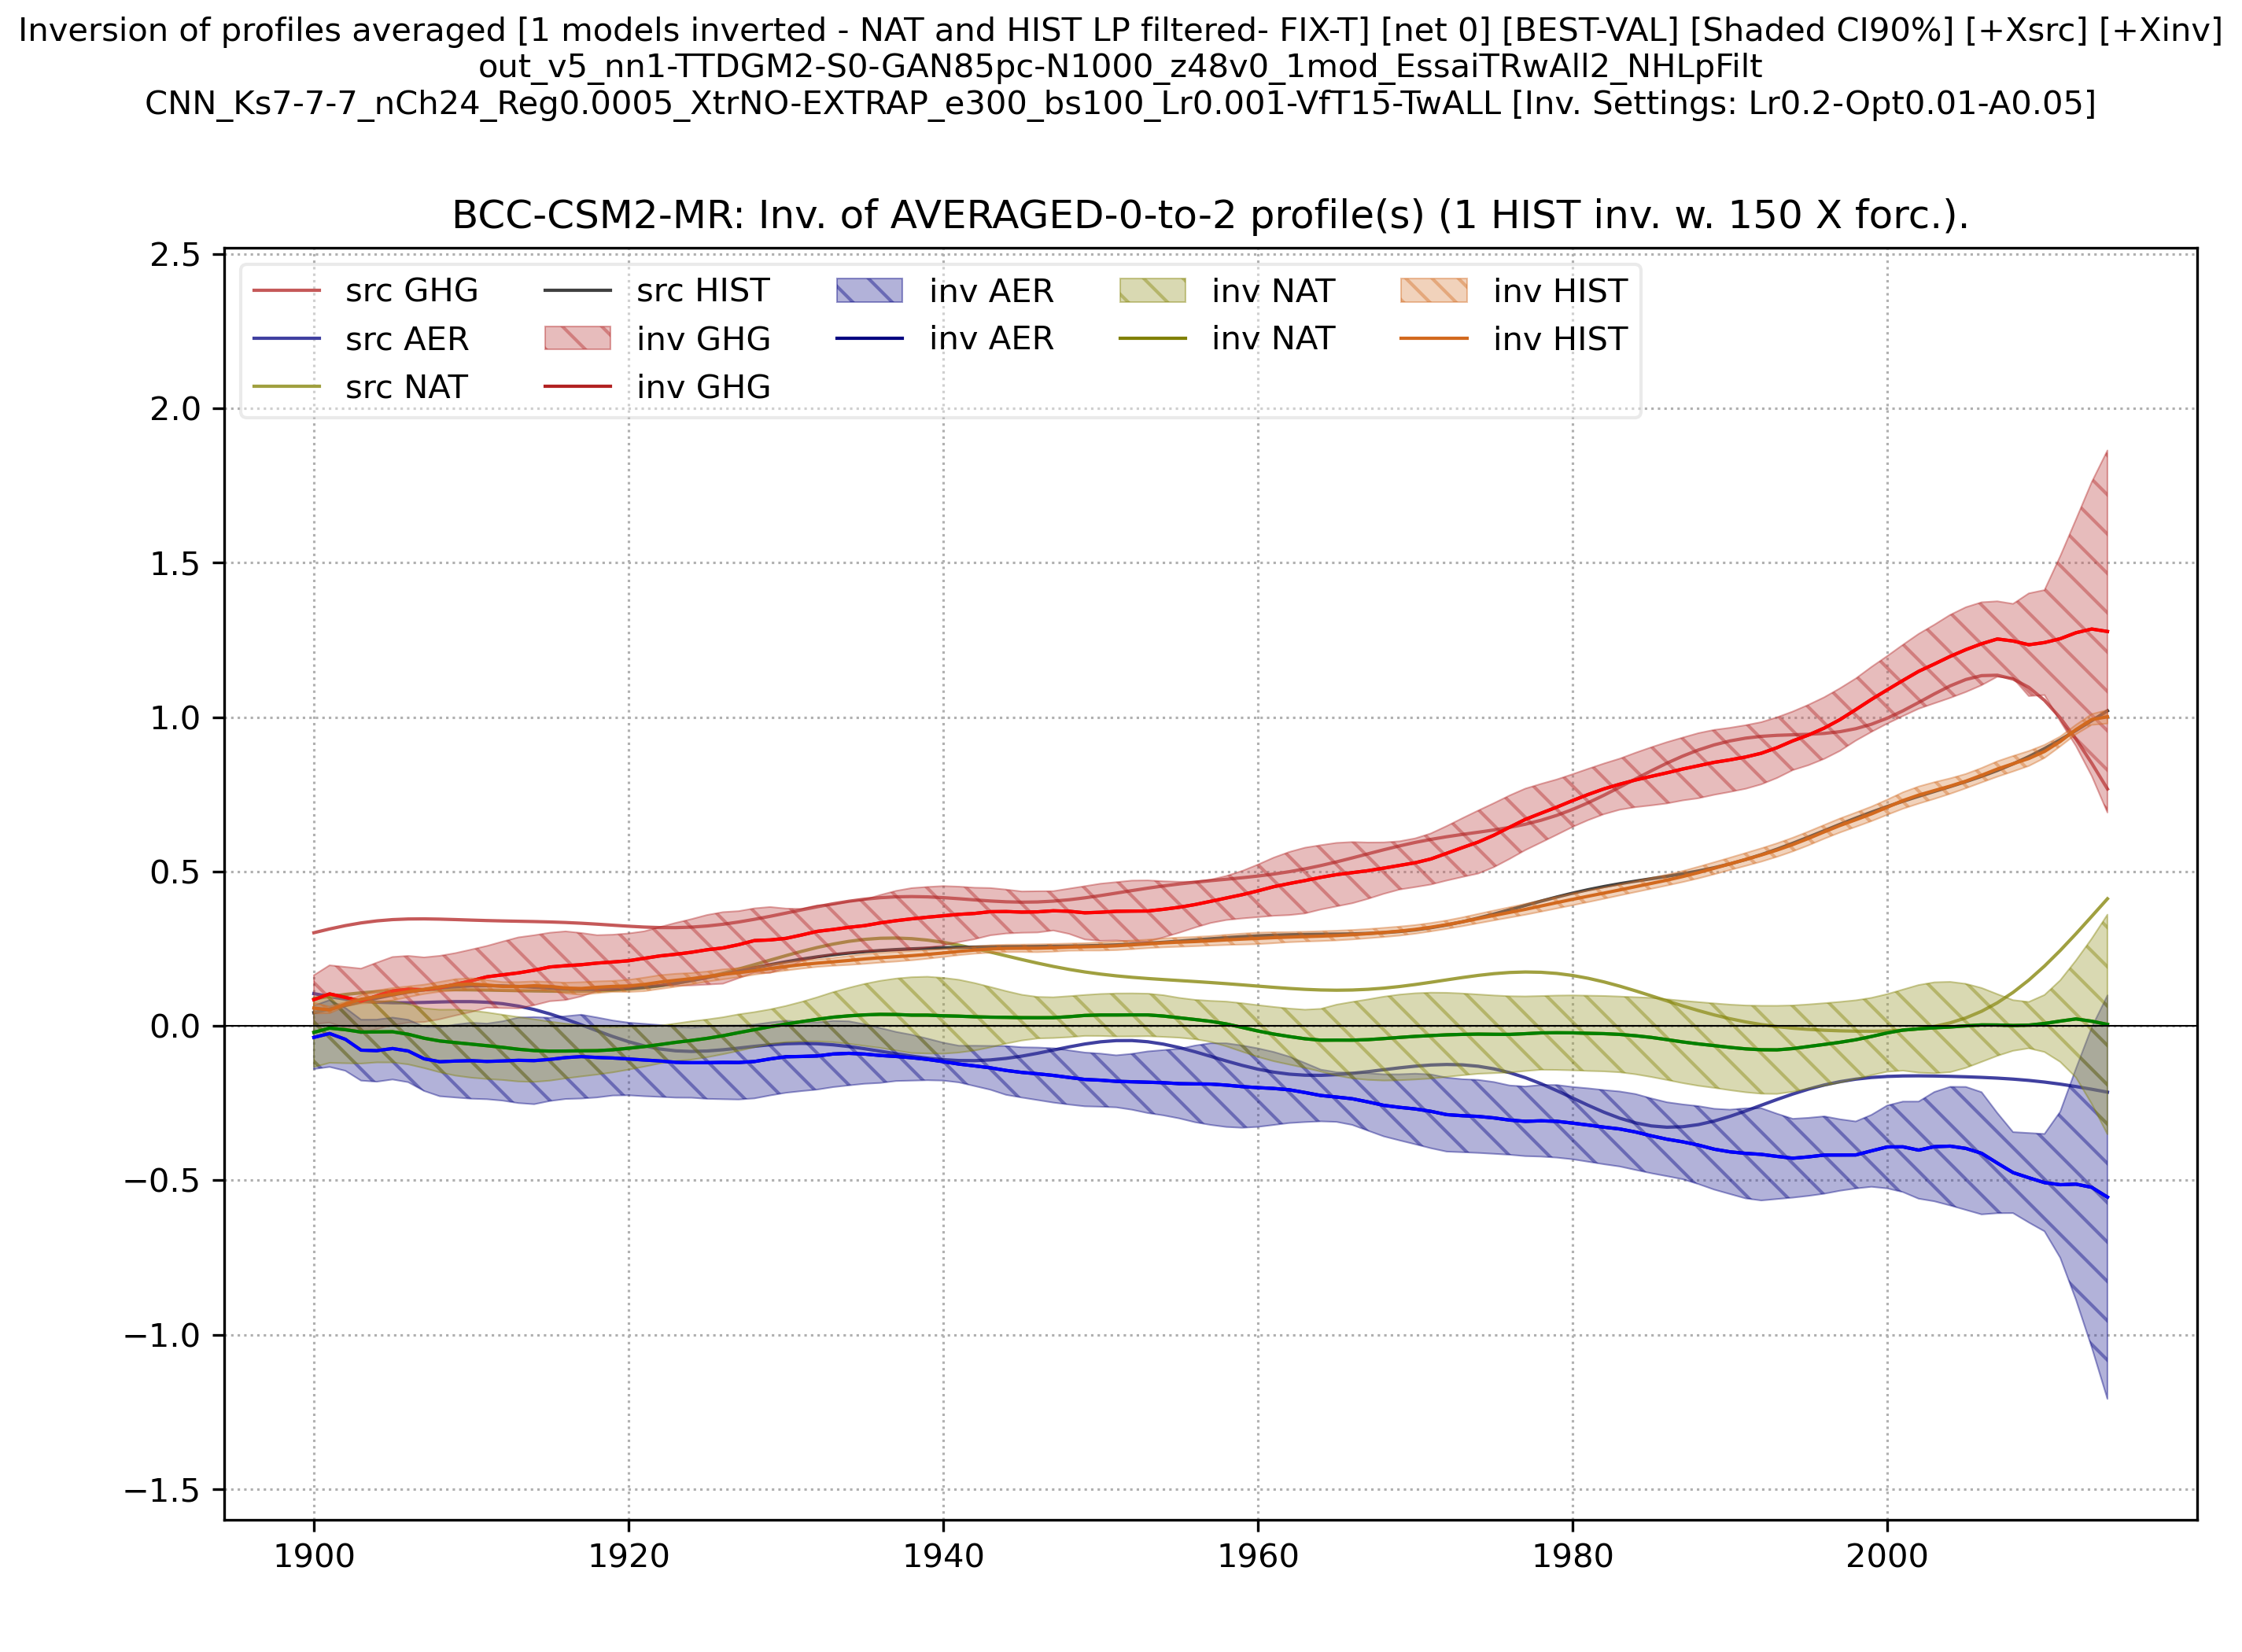 Inversion of profiles averaged [1 models inverted - NAT and HIST LP filtered- FIX-T] [net 0] [BEST-VAL] [Shaded CI90%] [+Xsrc] [+Xinv]
out_v5_nn1-TTDGM2-S0-GAN85pc-N1000_z48v0_1mod_EssaiTRwAll2_NHLpFilt
CNN_Ks7-7-7_nCh24_Reg0.0005_XtrNO-EXTRAP_e300_bs100_Lr0.001-VfT15-TwALL [Inv. Settings: Lr0.2-Opt0.01-A0.05]
BCC-CSM2-MR: Inv. of AVERAGED-0-to-2 profile(s) (1 HIST inv. w. 150 X forc.).
src GHG
src AER
src NAT
src HIST
inv GHG
inv GHG
inv AER
inv AER
inv NAT
inv NAT
inv HIST
inv HIST
2.5
2.0
1.5
1.0
0.5
0.0
−0.5
−1.0
−1.5
1900
1920
1940
1960
1980
2000